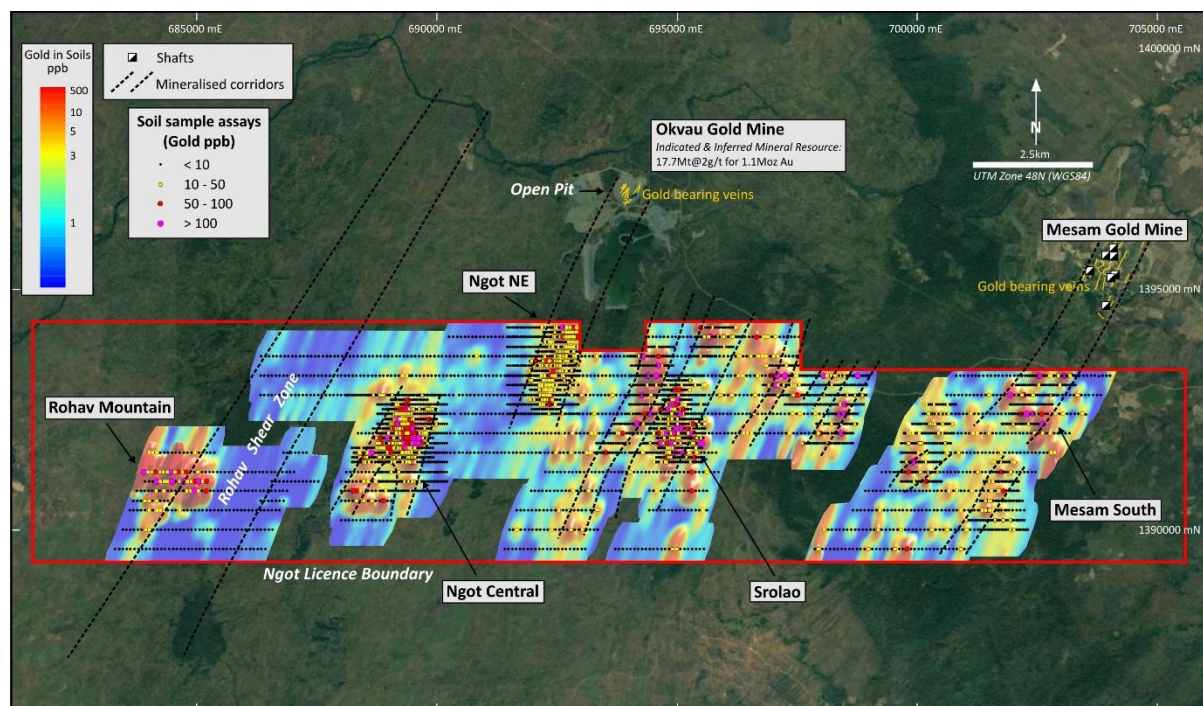 685000 mE
690000 mE
695000 mE
700000 mE
705000 mE
1400000 mN
Gold in Soils
ppb
500
10
5
3
1
Shafts
Mineralised corridors
Soil sample assays
(Gold ppb)
< 10
10 - 50
50 - 100
> 100
Okvau Gold Mine
Indicated & Inferred Mineral Resource:
17.7Mt@2g/t for 1.1Moz Au
N
2.5km
UTM Zone 48N (WGS84)
Open Pit
Gold bearing veins
Mesam Gold Mine
Gold bearing veins
Ngot NE
1395000 mN
Rohav Mountain
Rohav Shear Zone
Mesam South
1390000 mN
Ngot Licence Boundary
Ngot Central
Srolao